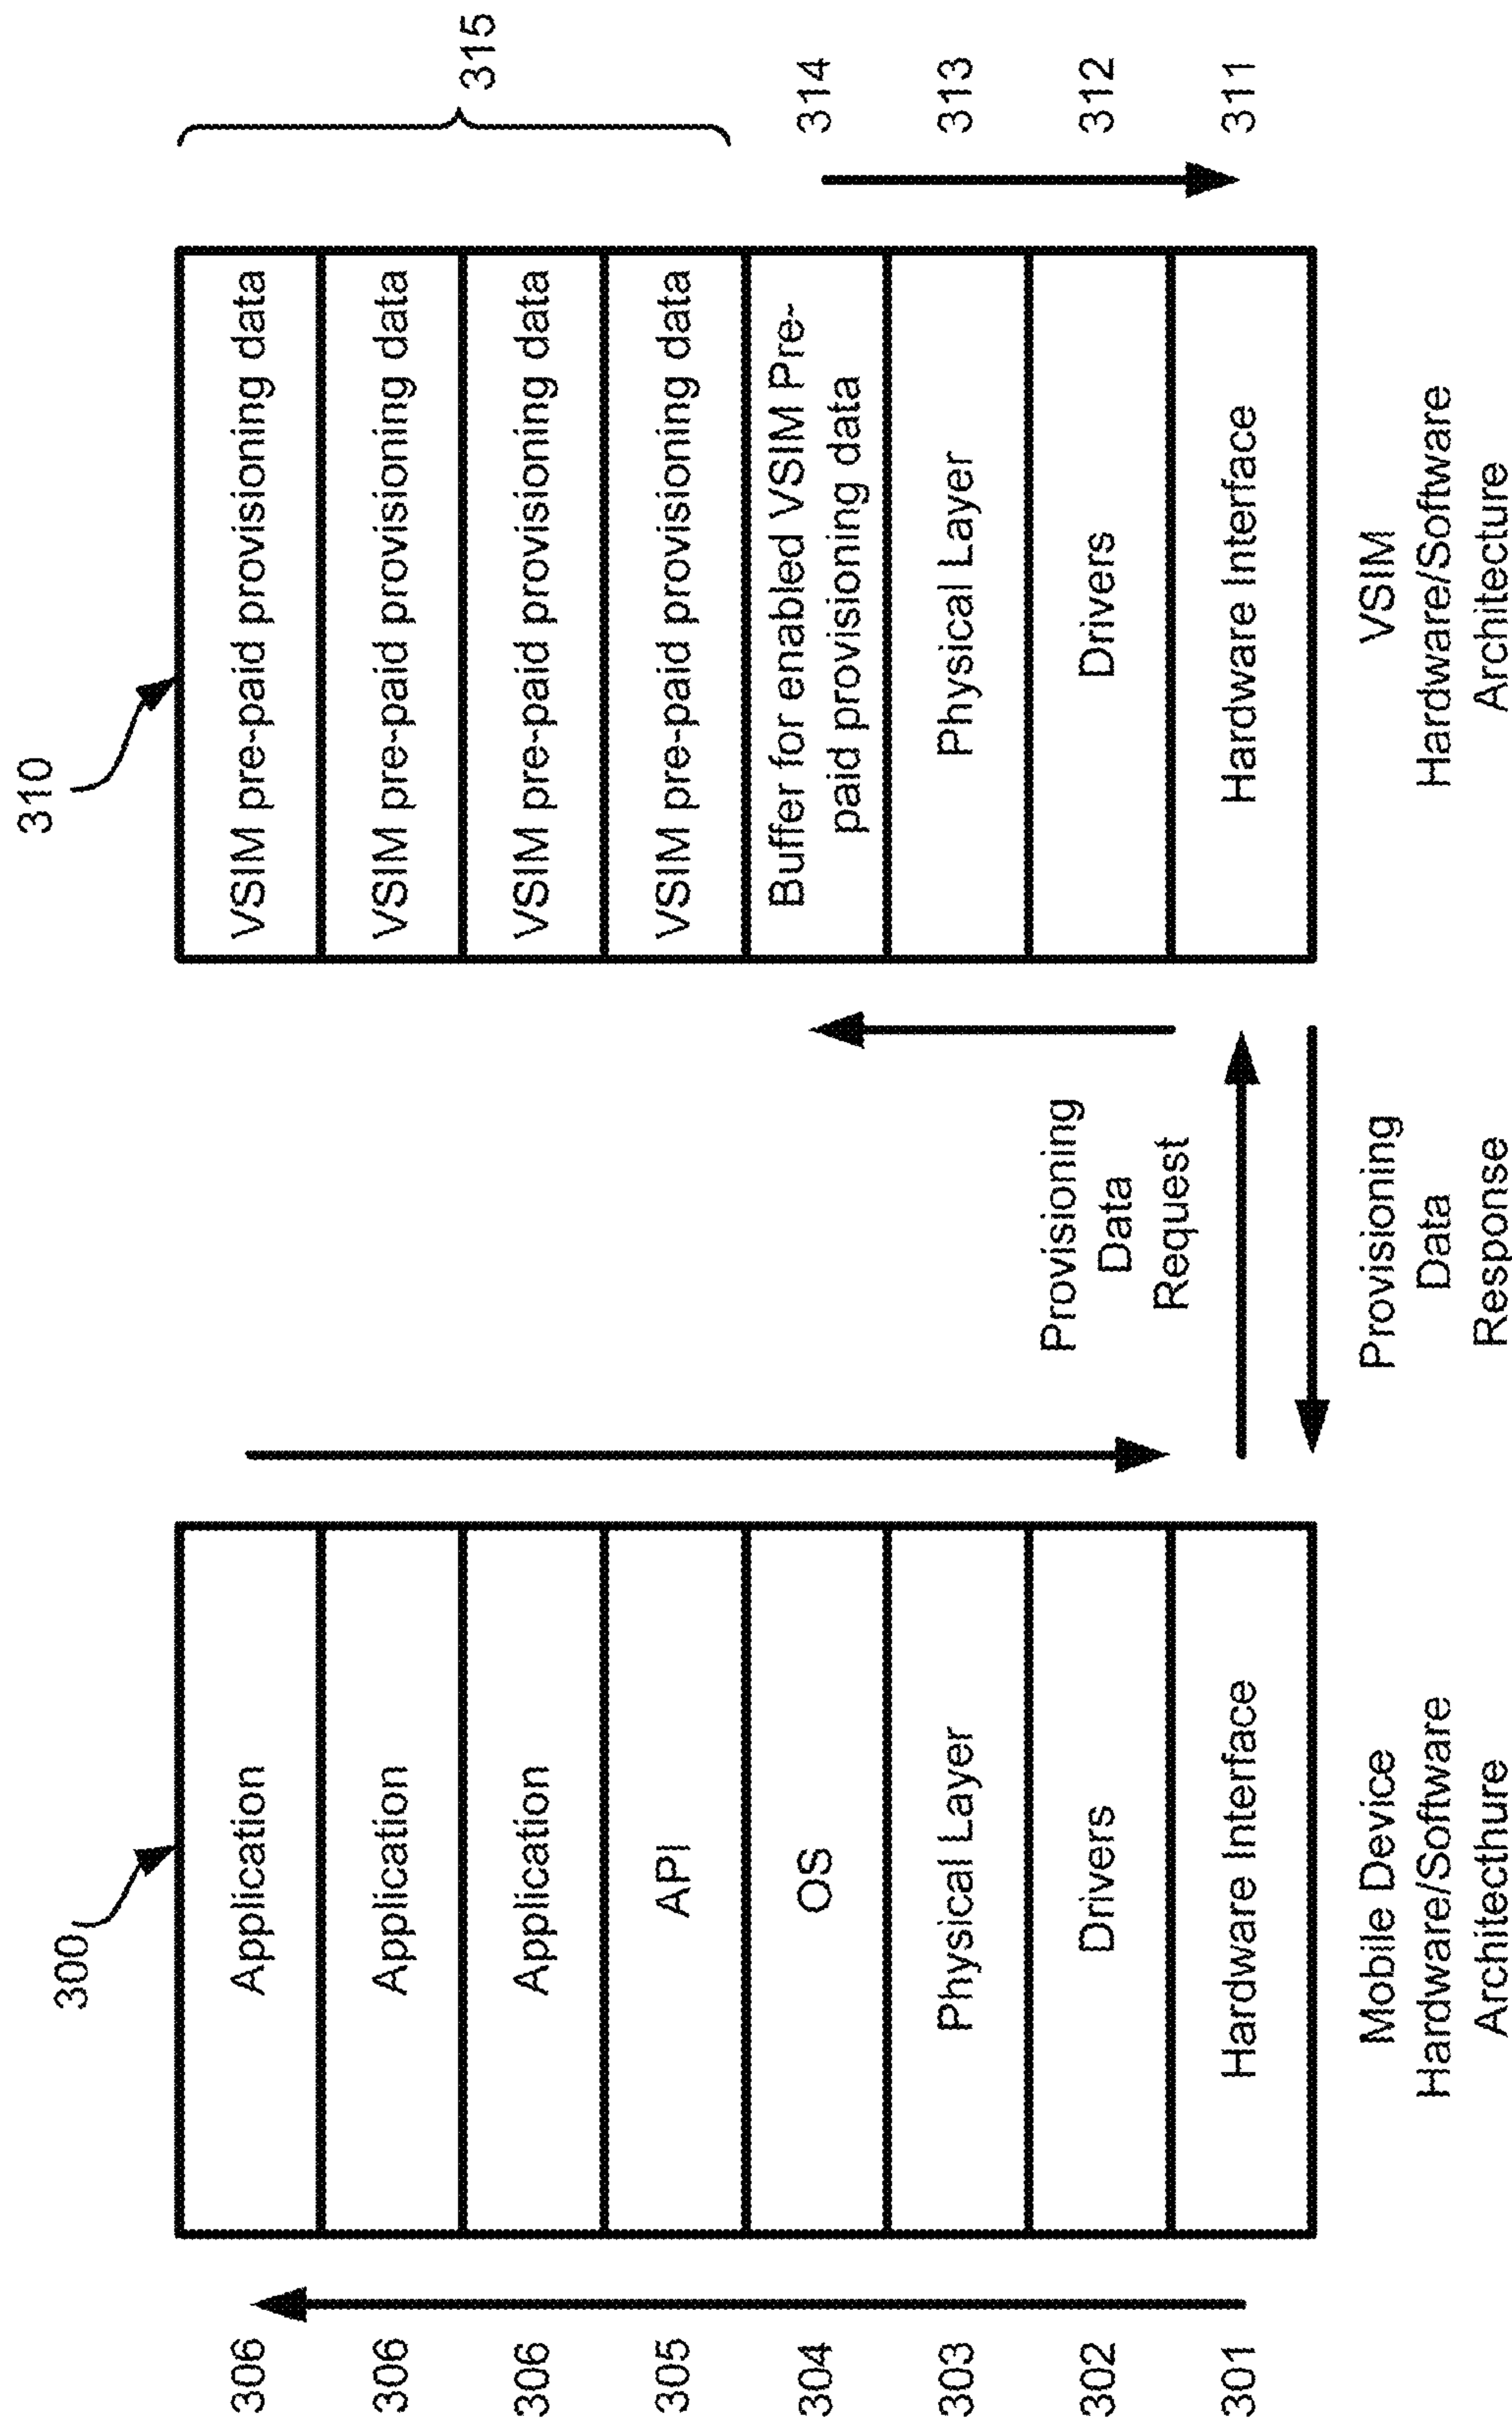 300
306
Application
306
Application
306
Application
305
API
304
OS
303
Physical Layer
302
Drivers
301
Hardware Interface
Mobile Device
Hardware/Software
Architecthure
Provisioning
Data
Request
Provisioning
Data
Response
310
VSIM pre-paid provisioning data
VSIM pre-paid provisioning data
VSIM pre-paid provisioning data
VSIM pre-paid provisioning data
315
Buffer for enabled VSIM Pre-
paid provisioning data
314
Physical Layer
313
Drivers
312
Hardware Interface
311
VSIM
Hardware/Software
Architecture